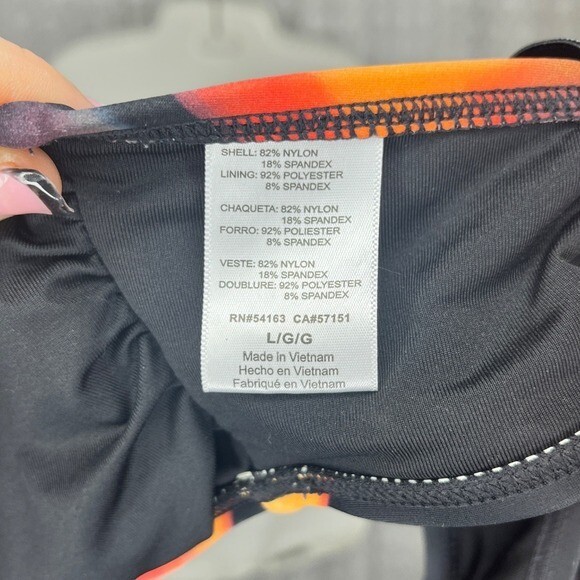 SHELL: 82% NYLON
18% SPANDEX
LINING: 92% POLYESTER
8% SPANDEX
CHAQUETA: 82% NYLON
18% SPANDEX
FORRO: 92% POLIESTER
8% SPANDEX
VESTE: 82% NYLON
18% SPANDEX
DOUBLURE: 92% POLYESTER
8% SPANDEX
RN#54163 CA#57151
L/G/G
Made in Vietnam
Hecho en Vietnam
Fabriqué en Vietnam